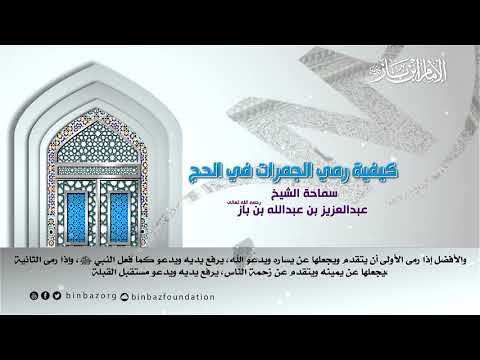 الإمام ابن باز
كيفية رمي الجمرات في الحج
سماحة الشيخ
عبدالعزيز بن عبدالله بن باز رحمه الله تعالى
والأفضل إذا رمى الأولى أن يتقدم ويجعلها عن يساره ويدعو الله، يرفع يديه ويدعو كما فعل النبي ﷺ، وإذا رمى الثانية
يجعلها عن يمينه ويتقدم عن زحمة الناس، يرفع يديه ويدعو مستقبل القبلة.
binbazorg binbazfoundation